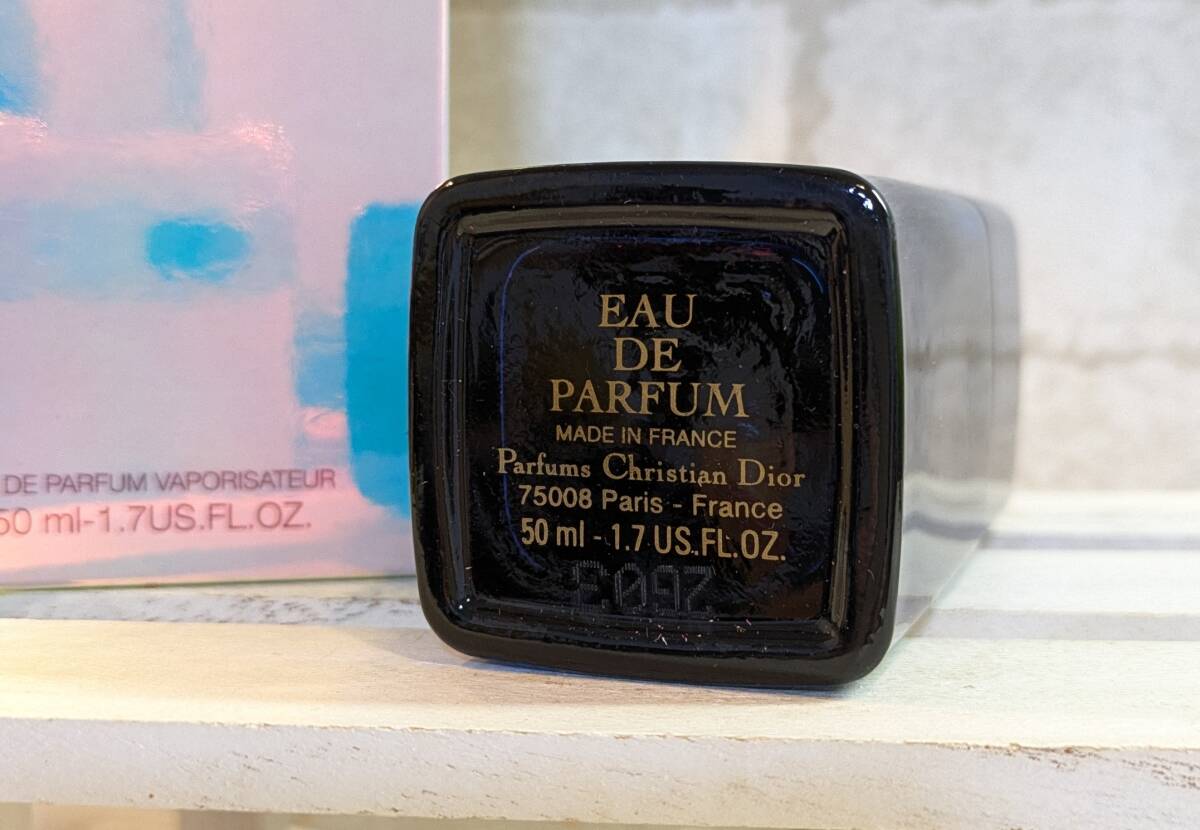 DE PARFUM VAPORISATEUR
50 ml-1.7US.FL.OZ.
EAU
DE
PARFUM
MADE IN FRANCE
Parfums Christian Dior
75008 Paris - France
50 ml - 1.7 US.FL.OZ.